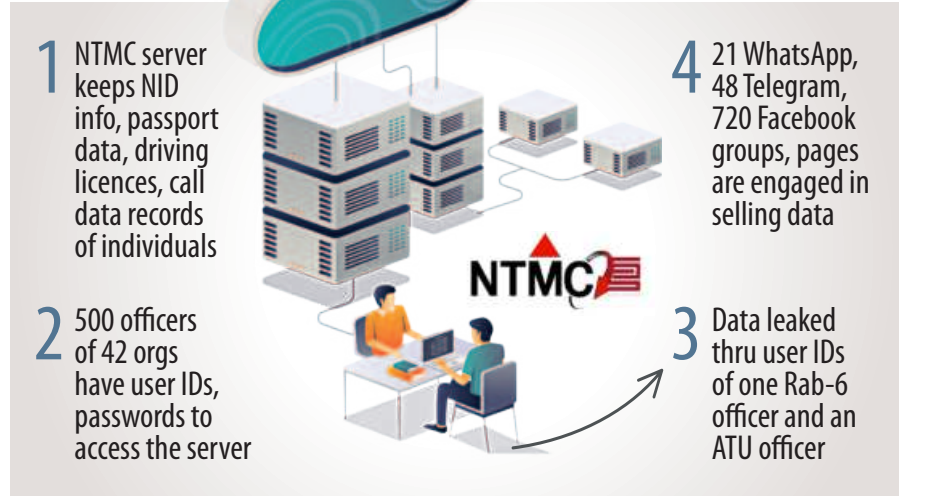 1
NTMC server
keeps NID
info, passport
data, driving
licences, call
data records
of individuals
2
500 officers
of 42 orgs
have user IDs,
passwords to
access the server
NTMC
3
Data leaked
thru user IDs
of one Rab-6
officer and an
ATU officer
4
21 WhatsApp,
48 Telegram,
720 Facebook
groups, pages
are engaged in
selling data